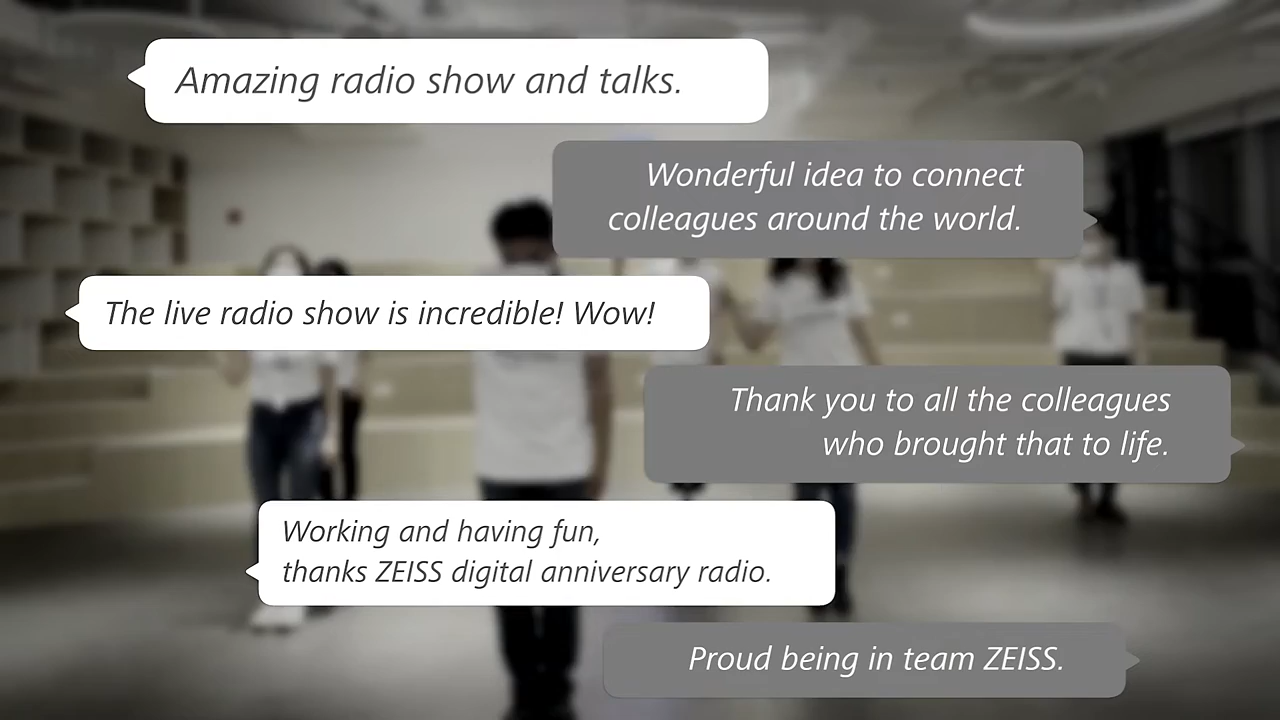 Amazing radio show and talks.
Wonderful idea to connect
colleagues around the world.
The live radio show is incredible! Wow!
Thank you to all the colleagues
who brought that to life.
Working and having fun,
thanks ZEISS digital anniversary radio.
Proud being in team ZEISS.